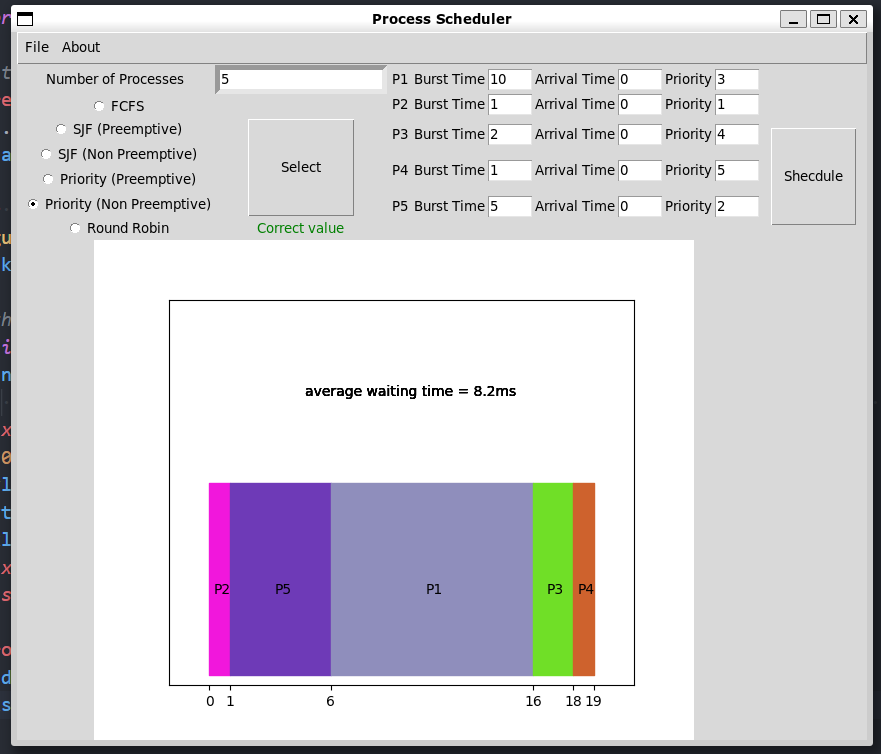 Process Scheduler
File About
Number of Processes 5
FCFS
SJF (Preemptive)
SJF (Non Preemptive)
Priority (Preemptive)
Priority (Non Preemptive)
Round Robin
Select
Correct value
P1 Burst Time 10 Arrival Time 0 Priority 3
P2 Burst Time 1 Arrival Time 0 Priority 1
P3 Burst Time 2 Arrival Time 0 Priority 4
P4 Burst Time 1 Arrival Time 0 Priority 5
P5 Burst Time 5 Arrival Time 0 Priority 2
Shecdule
average waiting time = 8.2ms
P2 P5 P1 P3 P4
0 1 6 16 18 19